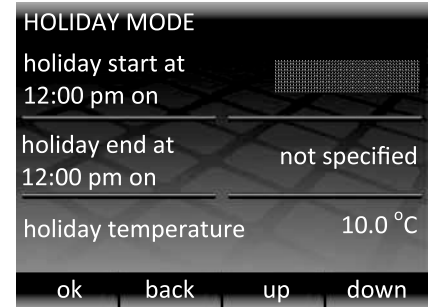 HOLIDAY MODE
holiday start at
12:00 pm on
holiday end at
12:00 pm on
not specified
holiday temperature
10.0 °C
ok back up down